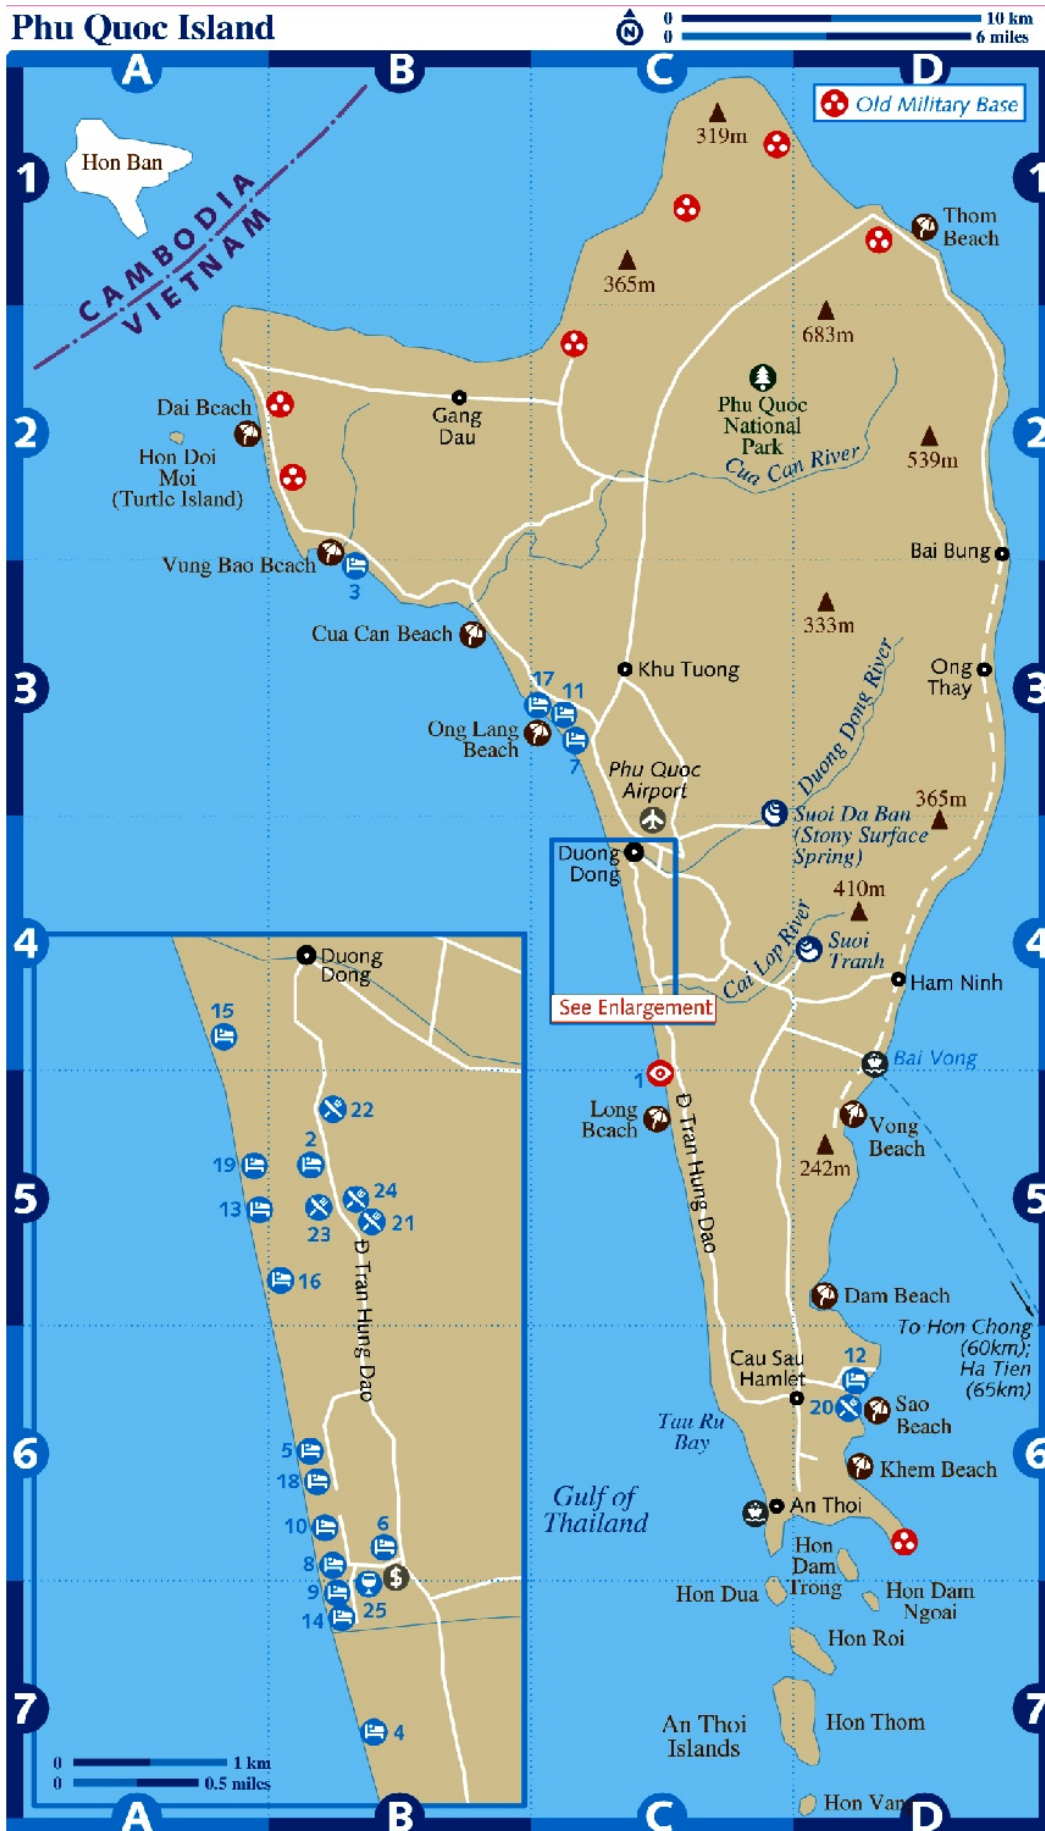 Phu Quoc Island
N
0 10 km
0 6 miles
A B C D
Old Military Base
319m
1 1
Hon Ban
CAMBODIA
VIETNAM
Thom
Beach
365m
683m
Dai Beach
Gang
Dau
Phu Quoc
National
Park
2 2
Hon Doi
Moi
(Turtle Island)
Cua Can River
539m
Vung Bao Beach
3
Bai Bung
333m
Cua Can Beach
Khu Tuong
Ong
Thay
3 3
17
11
Ong Lang
Beach
7
Duong Dong River
Phu Quoc
Airport
365m
Suoi Da Ban
(Stony Surface
Spring)
Duong
Dong
410m
4 4
Cai Lop River
Suoi
Tranh
Ham Ninh
See Enlargement
Duong
Dong
15
Bai Vong
1
Long
Beach
Vong
Beach
242m
22
2
19
24
13
23
21
5 5
Đ Tran Hung Dao
Đ Tran Hung Dao
16
Dam Beach
To Hon Chong
(60km);
Ha Tien
(65km)
12
Cau Sau
Hamlet
20
Sao
Beach
Tau Ru
Bay
5
6 6
18
Khem Beach
Gulf of
Thailand
An Thoi
10
6
8
Hon
Dam
Trong
9
25
$
14
Hon Dua
Hon Dam
Ngoai
Hon Roi
7 7
4
An Thoi
Islands
Hon Thom
0 1 km
0 0.5 miles
Hon Van
A B C D